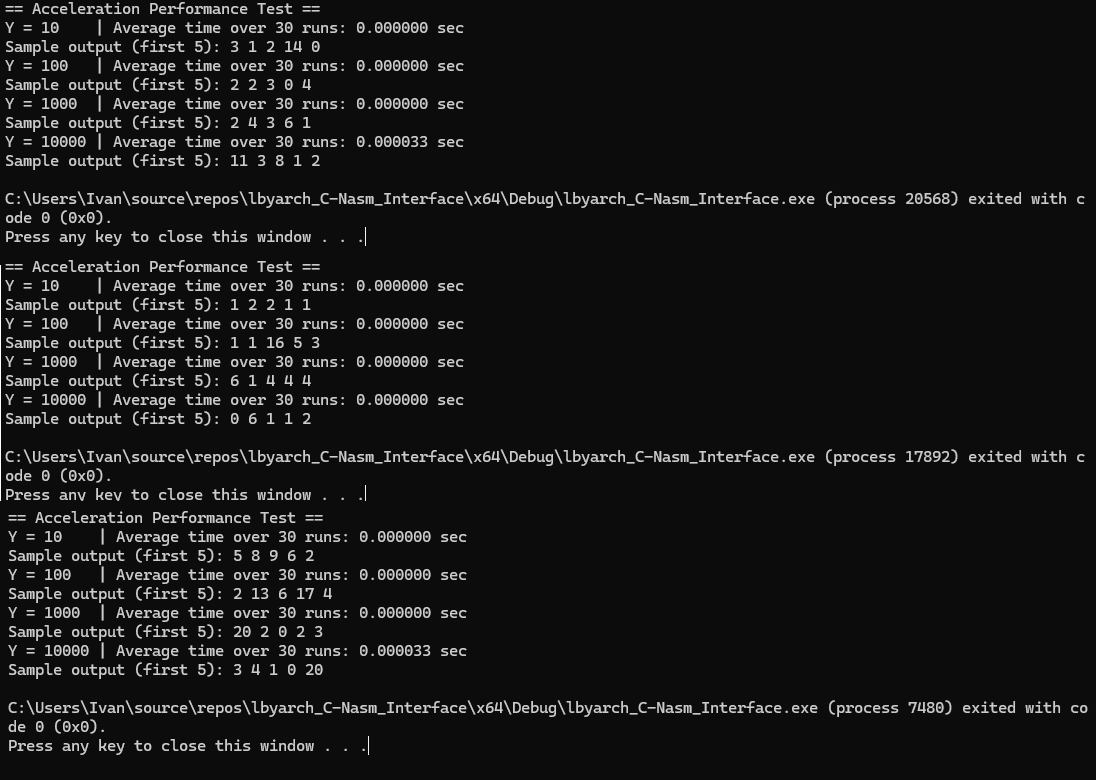 == Acceleration Performance Test ==
Y = 10    | Average time over 30 runs: 0.000000 sec
Sample output (first 5): 3 1 2 14 0
Y = 100   | Average time over 30 runs: 0.000000 sec
Sample output (first 5): 2 2 3 0 4
Y = 1000  | Average time over 30 runs: 0.000000 sec
Sample output (first 5): 2 4 3 6 1
Y = 10000 | Average time over 30 runs: 0.000033 sec
Sample output (first 5): 11 3 8 1 2
C:\Users\Ivan\source\repos\lbyarch_C-Nasm_Interface\x64\Debug\lbyarch_C-Nasm_Interface.exe (process 20568) exited with c
ode 0 (0x0).
Press any key to close this window . . .
== Acceleration Performance Test ==
Y = 10    | Average time over 30 runs: 0.000000 sec
Sample output (first 5): 1 2 2 1 1
Y = 100   | Average time over 30 runs: 0.000000 sec
Sample output (first 5): 1 1 16 5 3
Y = 1000  | Average time over 30 runs: 0.000000 sec
Sample output (first 5): 6 1 4 4 4
Y = 10000 | Average time over 30 runs: 0.000000 sec
Sample output (first 5): 0 6 1 1 2
C:\Users\Ivan\source\repos\lbyarch_C-Nasm_Interface\x64\Debug\lbyarch_C-Nasm_Interface.exe (process 17892) exited with c
ode 0 (0x0).
Press any key to close this window . . .
== Acceleration Performance Test ==
Y = 10    | Average time over 30 runs: 0.000000 sec
Sample output (first 5): 5 8 9 6 2
Y = 100   | Average time over 30 runs: 0.000000 sec
Sample output (first 5): 2 13 6 17 4
Y = 1000  | Average time over 30 runs: 0.000000 sec
Sample output (first 5): 20 2 0 2 3
Y = 10000 | Average time over 30 runs: 0.000033 sec
Sample output (first 5): 3 4 1 0 20
C:\Users\Ivan\source\repos\lbyarch_C-Nasm_Interface\x64\Debug\lbyarch_C-Nasm_Interface.exe (process 7480) exited with co
de 0 (0x0).
Press any key to close this window . . .